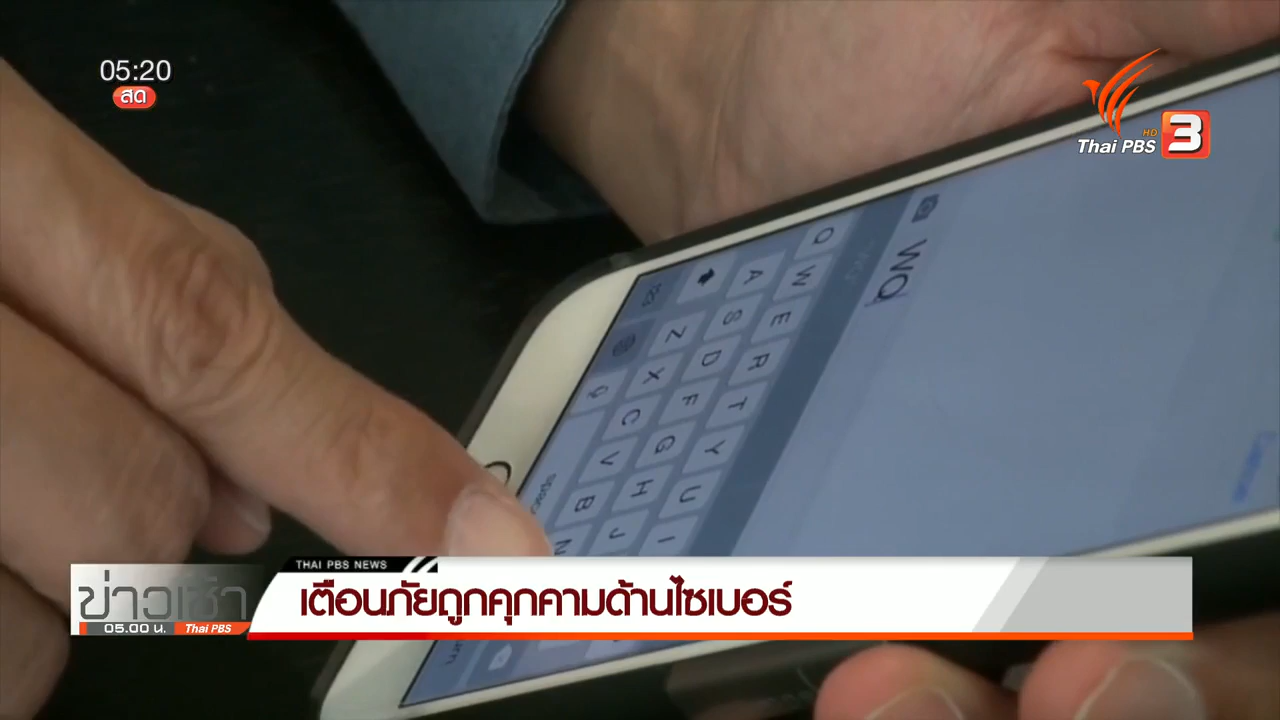 05:20
สด
HD
Thai PBS 3
WQ
Q W E R T Y U I
A S D F G H J
Z X C V B N
space
THAI PBS NEWS
ข่าวเช้า
05.00 น. Thai PBS
เตือนภัยถูกคุกคามด้านไซเบอร์